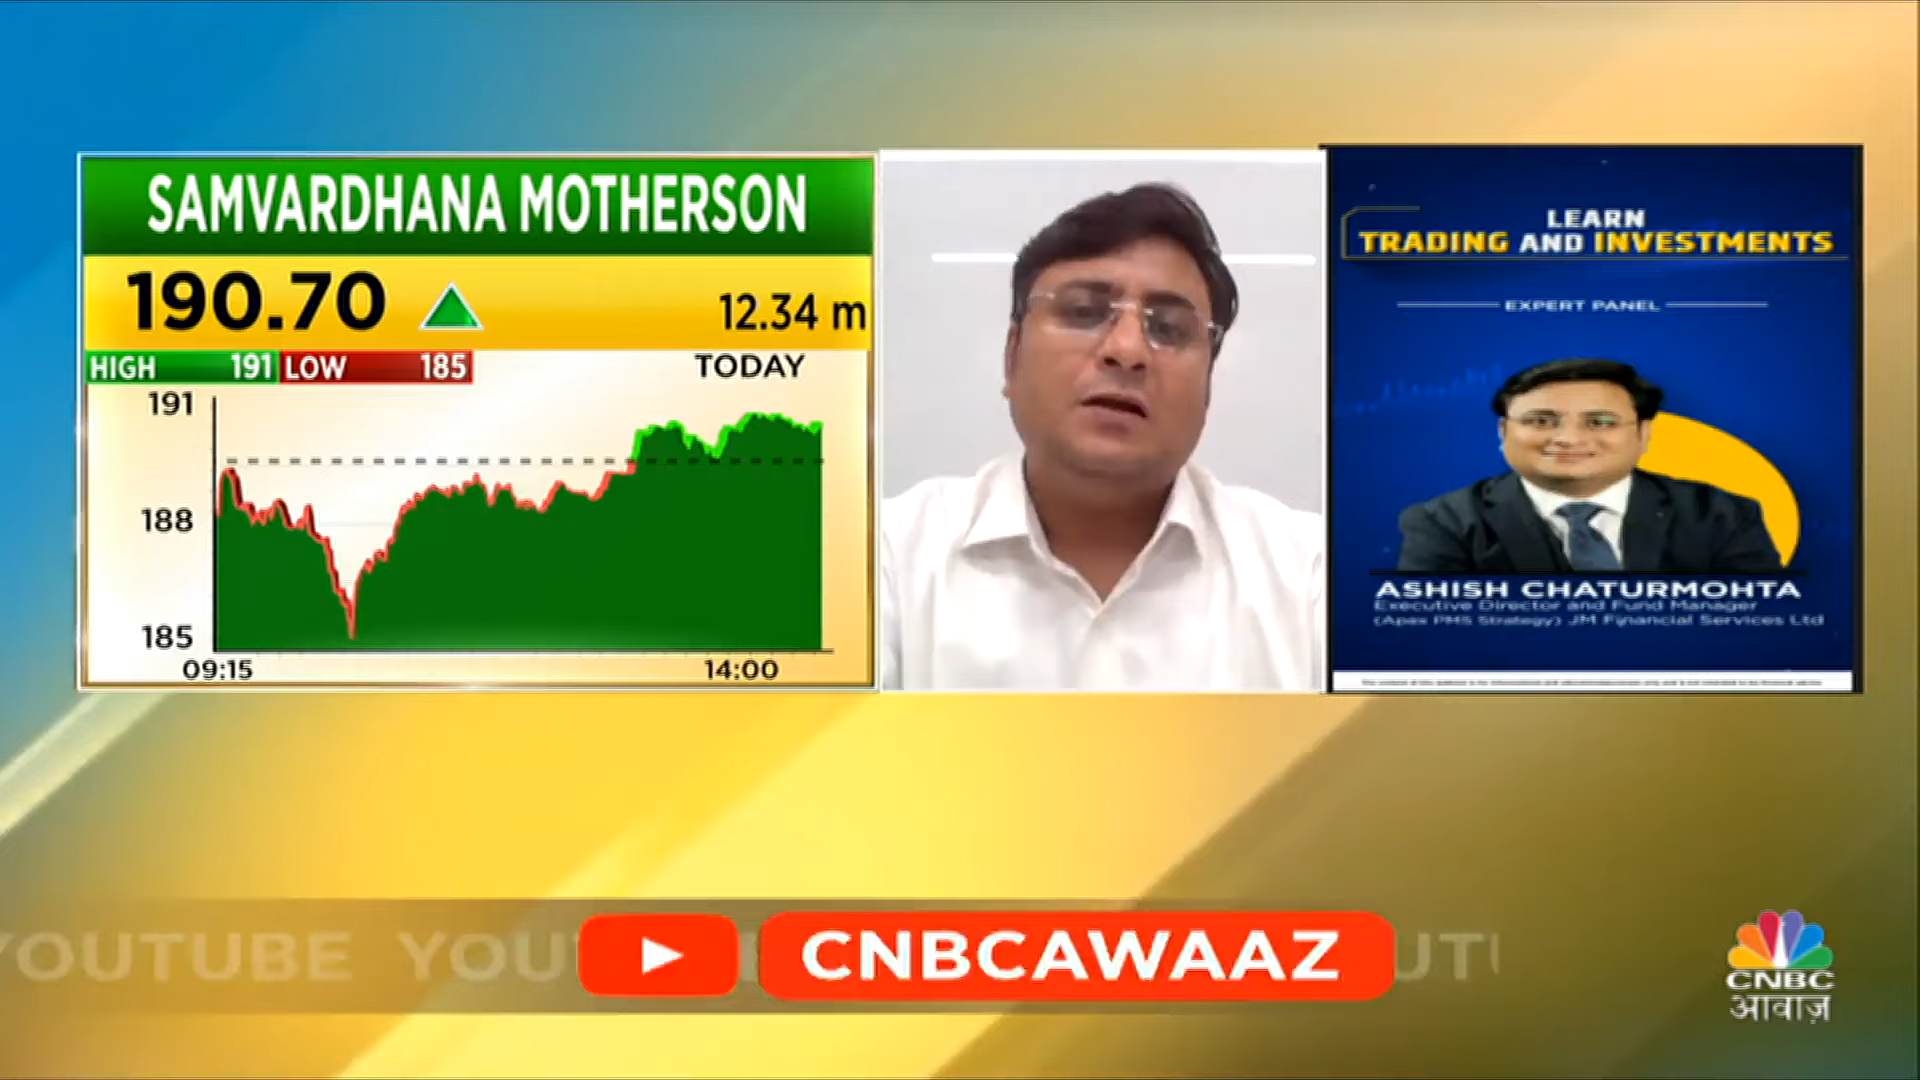 SAMVARDHANA MOTHERSON
190.70
12.34 m
HIGH 191 LOW 185
TODAY
191
188
185
09:15
14:00
LEARN
TRADING AND INVESTMENTS
EXPERT PANEL
ASHISH CHATURMOHTA
Executive Director and Fund Manager
(Apex PMS Strategy) JM Financial Services Ltd
YOUTUBE YOU
CNBCAWAAZ
UTU
CNBC
आवाज़